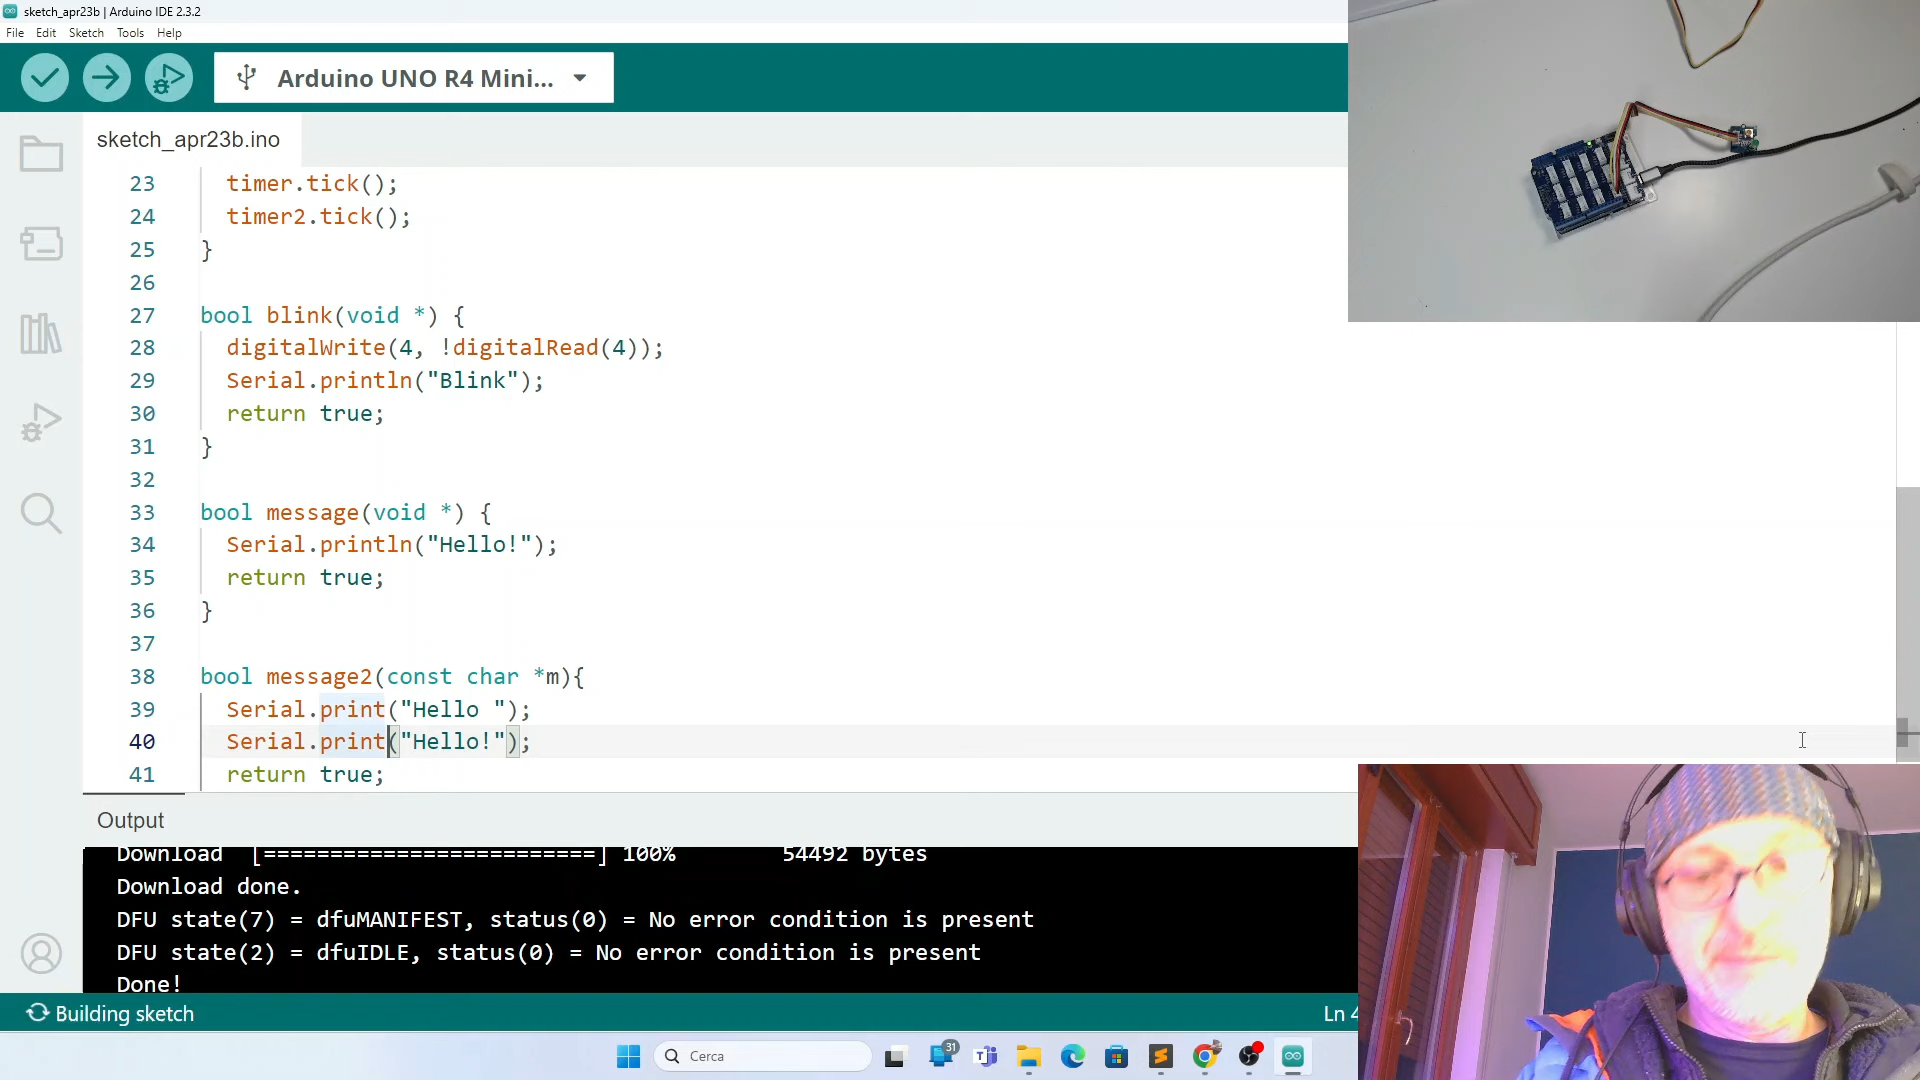 sketch_apr23b | Arduino IDE 2.3.2
File Edit Sketch Tools Help
Arduino UNO R4 Mini...
sketch_apr23b.ino
23 timer.tick();
24 timer2.tick();
25 }
26
27 bool blink(void *) {
28 digitalWrite(4, !digitalRead(4));
29 Serial.println("Blink");
30 return true;
31 }
32
33 bool message(void *) {
34 Serial.println("Hello!");
35 return true;
36 }
37
38 bool message2(const char *m){
39 Serial.print("Hello ");
40 Serial.print("Hello!");
41 return true;
Output
Download [=========================] 100% 54492 bytes
Download done.
DFU state(7) = dfuMANIFEST, status(0) = No error condition is present
DFU state(2) = dfuIDLE, status(0) = No error condition is present
Done!
Building sketch
Ln 4
Cerca
31